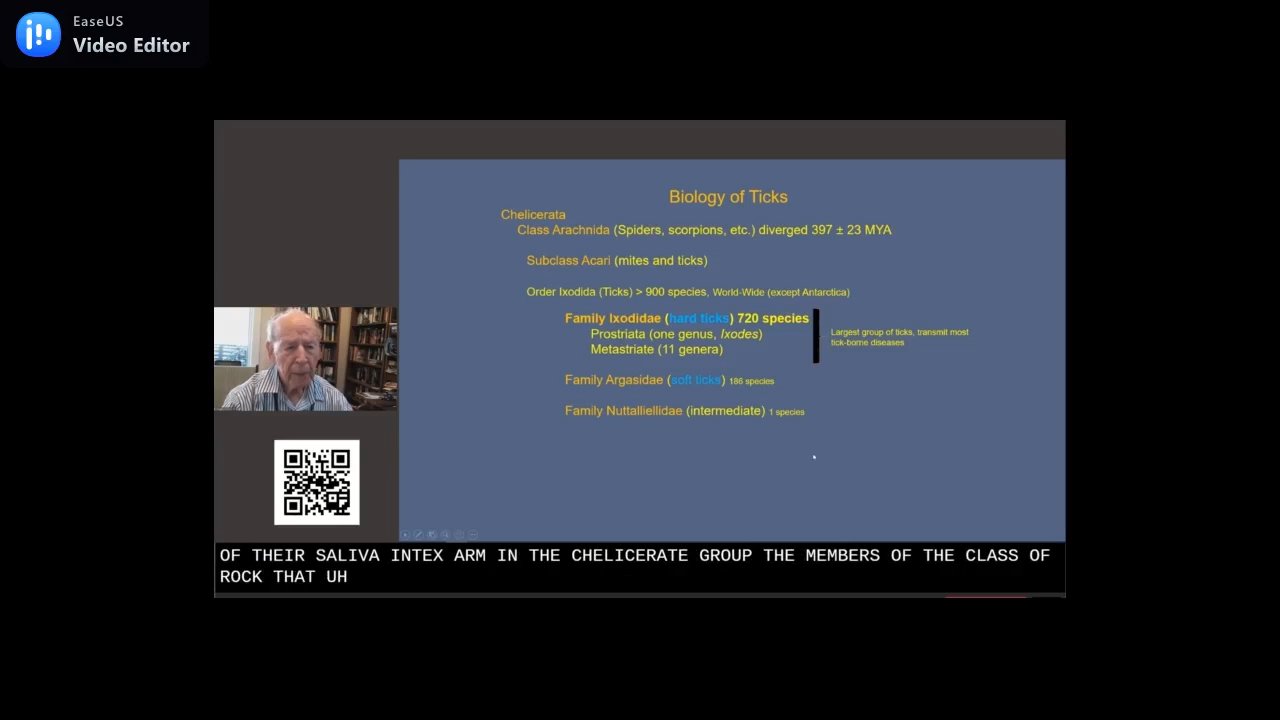 EaseUS
Video Editor
Biology of Ticks
Chelicerata
Class Arachnida (Spiders, scorpions, etc.) diverged 397 ± 23 MYA
Subclass Acari (mites and ticks)
Order Ixodida (Ticks) > 900 species, World-Wide (except Antarctica)
Family Ixodidae (hard ticks) 720 species
Prostriata (one genus, Ixodes)
Metastriate (11 genera)
Largest group of ticks, transmit most
tick-borne diseases
Family Argasidae (soft ticks) 186 species
Family Nuttalliellidae (intermediate) 1 species
OF THEIR SALIVA INTEX ARM IN THE CHELICERATE GROUP THE MEMBERS OF THE CLASS OF
ROCK THAT UH